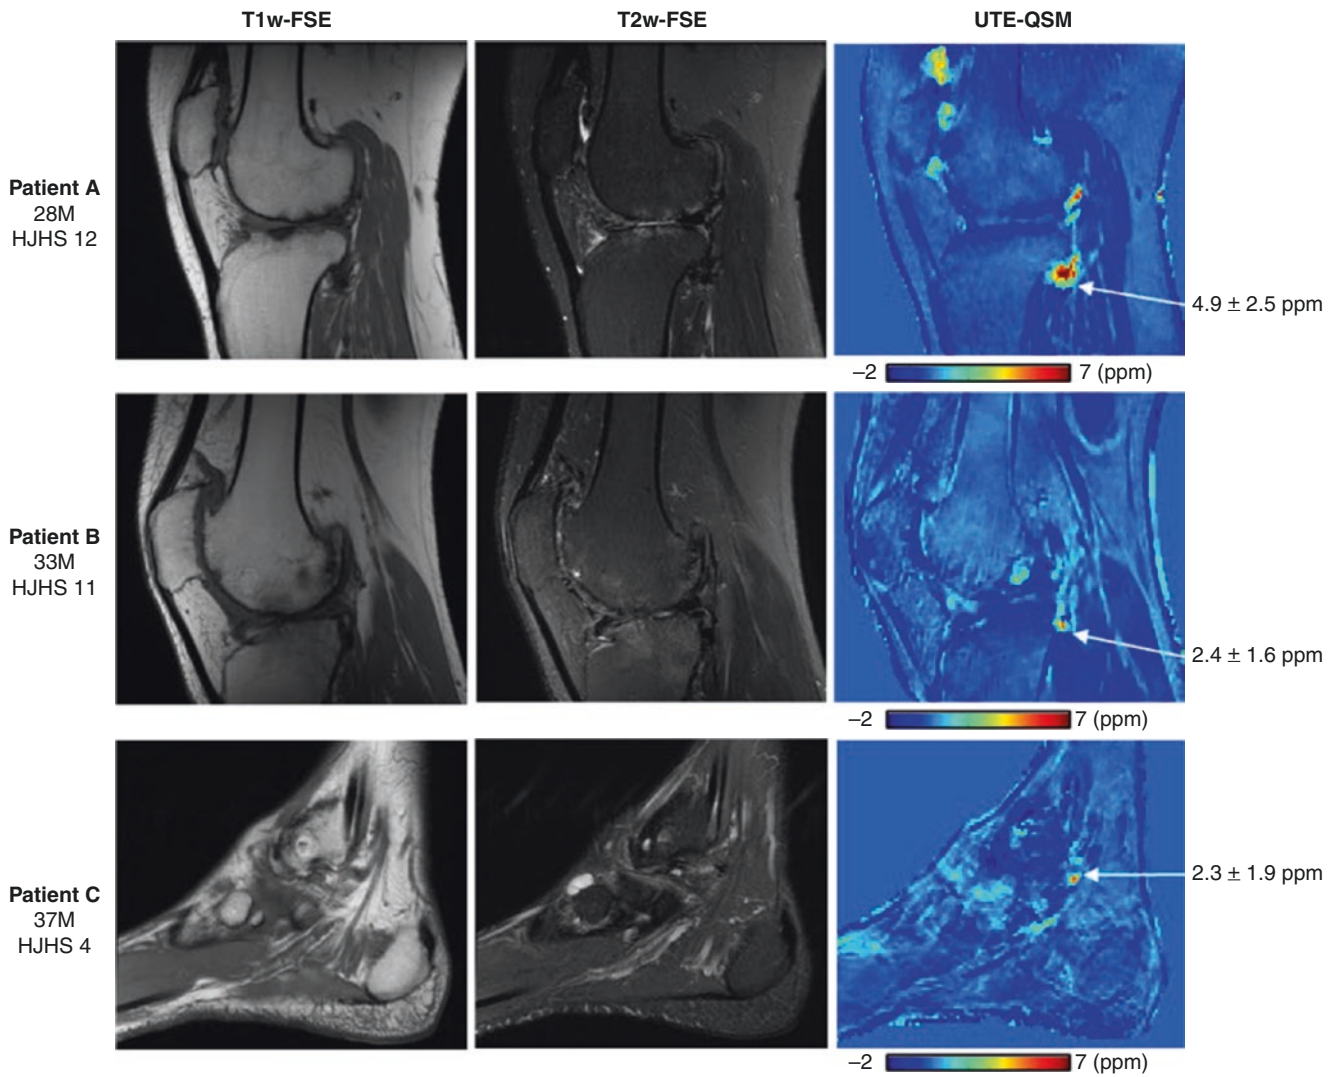 T1w-FSE T2w-FSE UTE-QSM
Patient A
28M
HJHS 12
4.9 ± 2.5 ppm
–2 7 (ppm)
Patient B
33M
HJHS 11
2.4 ± 1.6 ppm
–2 7 (ppm)
Patient C
37M
HJHS 4
2.3 ± 1.9 ppm
–2 7 (ppm)